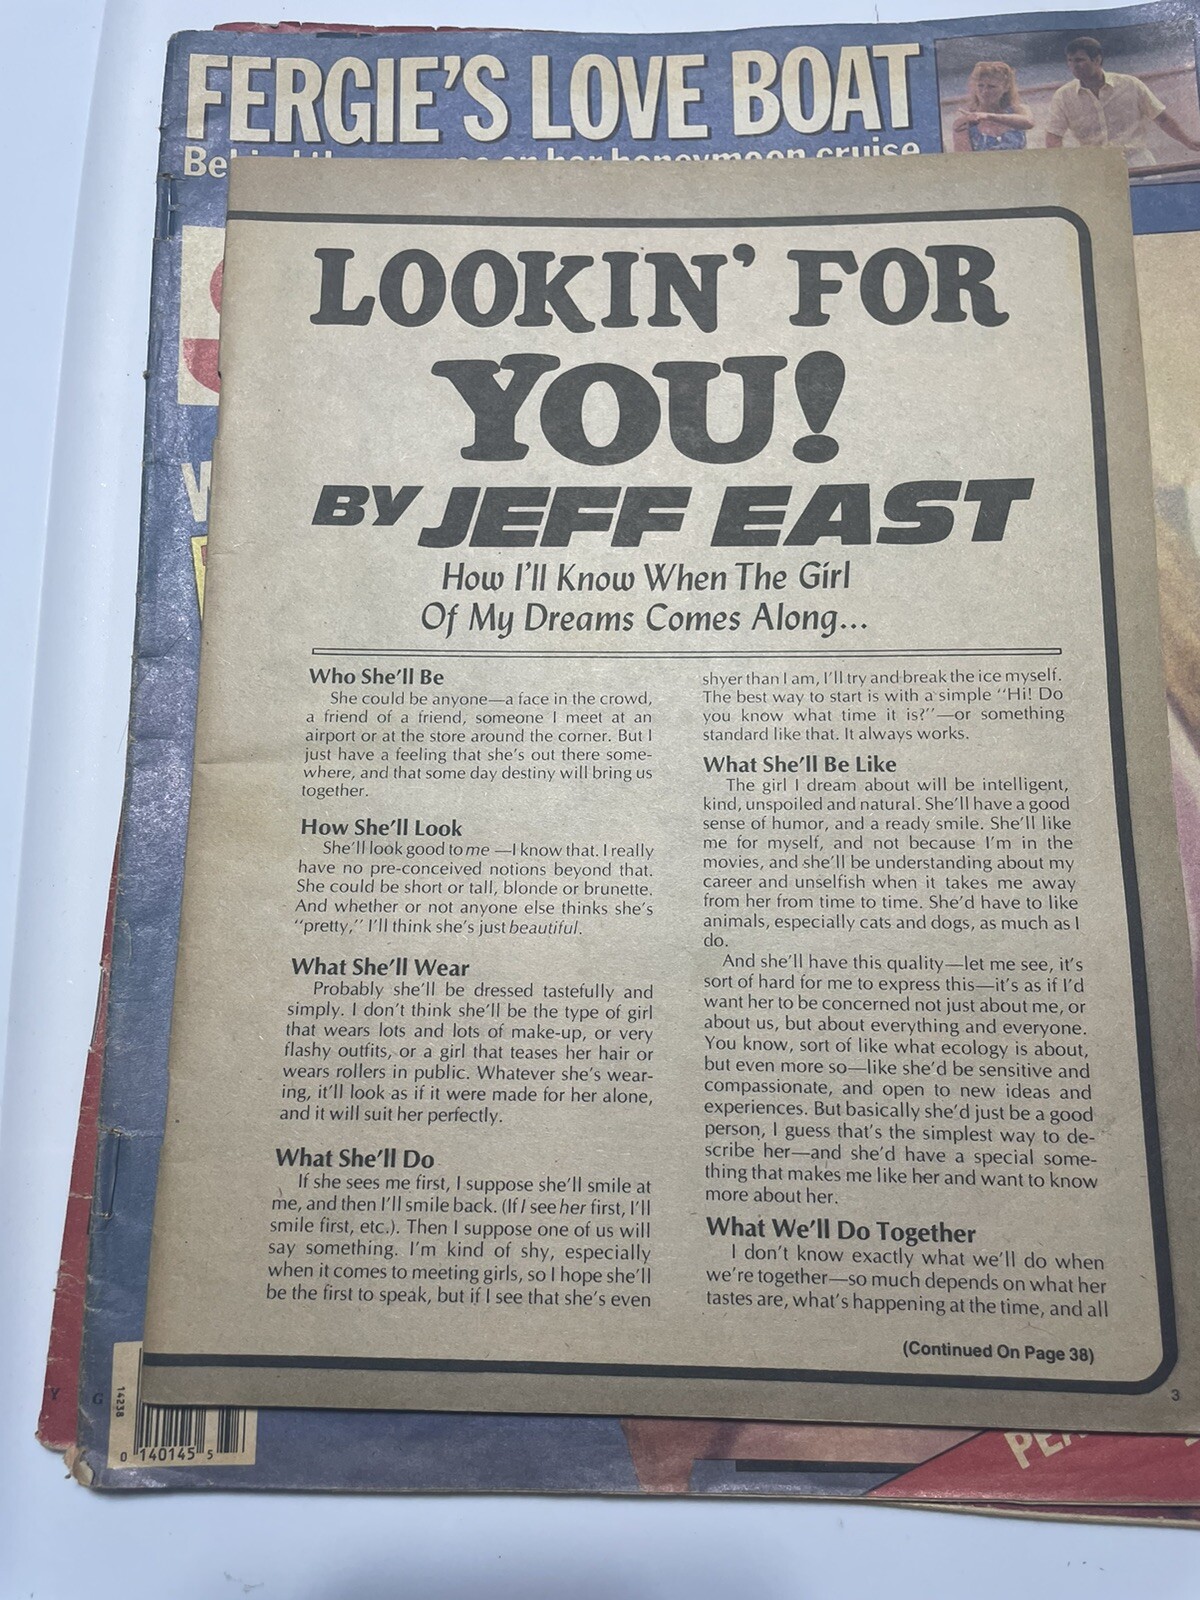 FERGIE'S LOVE BOAT
honeymoon cruise
LOOKIN' FOR
YOU!
BY JEFF EAST
How I'll Know When The Girl
Of My Dreams Comes Along...
Who She'll Be
She could be anyone—a face in the crowd,
a friend of a friend, someone I meet at an
airport or at the store around the corner. But I
just have a feeling that she's out there some-
where, and that some day destiny will bring us
together.
How She'll Look
She'll look good to me —I know that. I really
have no pre-conceived notions beyond that.
She could be short or tall, blonde or brunette.
And whether or not anyone else thinks she's
"pretty," I'll think she's just beautiful.
What She'll Wear
Probably she'll be dressed tastefully and
simply. I don't think she'll be the type of girl
that wears lots and lots of make-up, or very
flashy outfits, or a girl that teases her hair or
wears rollers in public. Whatever she's wear-
ing, it'll look as if it were made for her alone,
and it will suit her perfectly.
What She'll Do
If she sees me first, I suppose she'll smile at
me, and then I'll smile back. (If I see her first, I'll
smile first, etc.). Then I suppose one of us will
say something. I'm kind of shy, especially
when it comes to meeting girls, so I hope she'll
be the first to speak, but if I see that she's even
shyer than I am, I'll try and break the ice myself.
The best way to start is with a simple "Hi! Do
you know what time it is?"—or something
standard like that. It always works.
What She'll Be Like
The girl I dream about will be intelligent,
kind, unspoiled and natural. She'll have a good
sense of humor, and a ready smile. She'll like
me for myself, and not because I'm in the
movies, and she'll be understanding about my
career and unselfish when it takes me away
from her from time to time. She'd have to like
animals, especially cats and dogs, as much as I
do.
And she'll have this quality—let me see, it's
sort of hard for me to express this—it's as if I'd
want her to be concerned not just about me, or
about us, but about everything and everyone.
You know, sort of like what ecology is about,
but even more so—like she'd be sensitive and
compassionate, and open to new ideas and
experiences. But basically she'd just be a good
person, I guess that's the simplest way to de-
scribe her—and she'd have a special some-
thing that makes me like her and want to know
more about her.
What We'll Do Together
I don't know exactly what we'll do when
we're together—so much depends on what her
tastes are, what's happening at the time, and all
(Continued On Page 38)
3
Y G
14238
0 140145 5